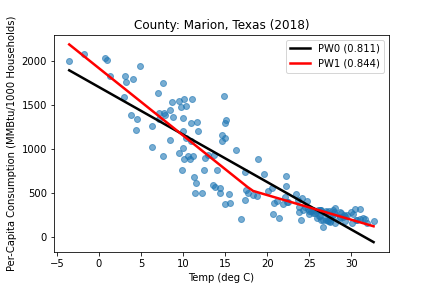 County: Marion, Texas (2018)
PW0 (0.811)
PW1 (0.844)
Per-Capita Consumption (MMBtu/1000 Households)
2000
1500
1000
500
0
−5
0
5
10
15
20
25
30
Temp (deg C)